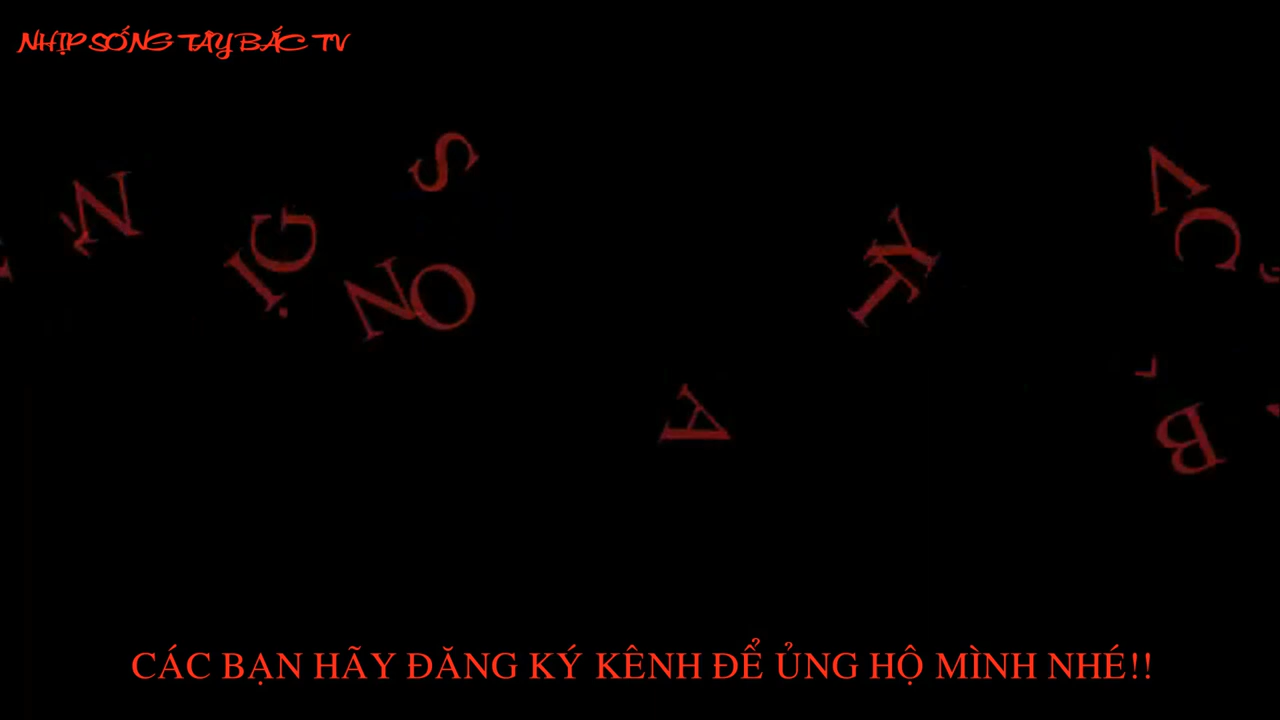 NHỊP SỐNG TÂY BẮC TV
CÁC BẠN HÃY ĐĂNG KÝ KÊNH ĐỂ ỦNG HỘ MÌNH NHÉ!!